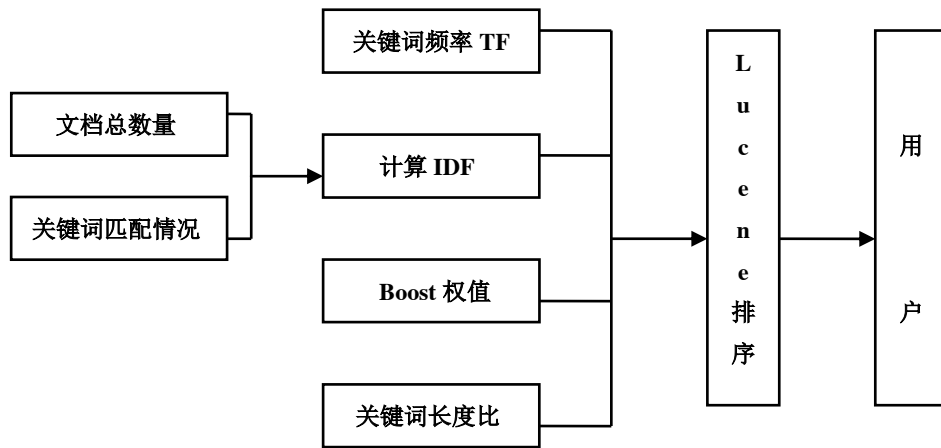 关键词频率 TF
文档总数量
计算 IDF
关键词匹配情况
Boost 权值
关键词长度比
L
u
c
e
n
e
排
序
用
户